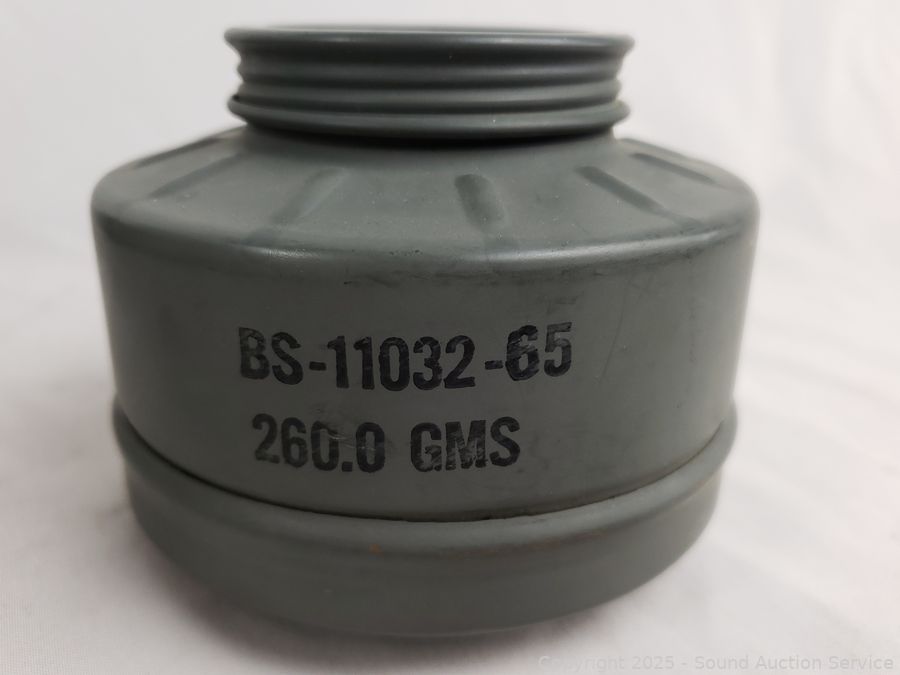 BS-11032-65
260.0 GMS
Copyright 2025 - Sound Auction Service